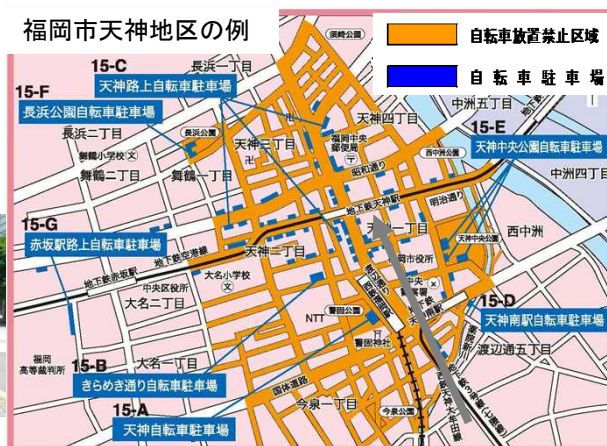 福岡市天神地区の例
自転車放置禁止区域
自転車駐車場
15-C
天神路上自転車駐車場
15-F
長浜公園自転車駐車場
15-E
天神中央公園自転車駐車場
15-G
赤坂駅路上自転車駐車場
15-D
天神南駅自転車駐車場
15-B
きらめき通り自転車駐車場
15-A
天神自転車駐車場
須崎公園
長浜一丁目
長浜二丁目
長浜公園
舞鶴小学校
舞鶴二丁目
舞鶴一丁目
天神三丁目
天神四丁目
福岡中央
郵便局
昭和通り
西中洲公園
中洲五丁目
中洲四丁目
地下鉄天神駅
明治通り
天神中央公園
西中洲
地下鉄空港線
地下鉄赤坂駅
天神二丁目
大名小学校
中央区役所
大名二丁目
大名一丁目
福岡
高等裁判所
NTT
警固公園
警固神社
国体道路
今泉一丁目
今泉公園
渡辺通五丁目